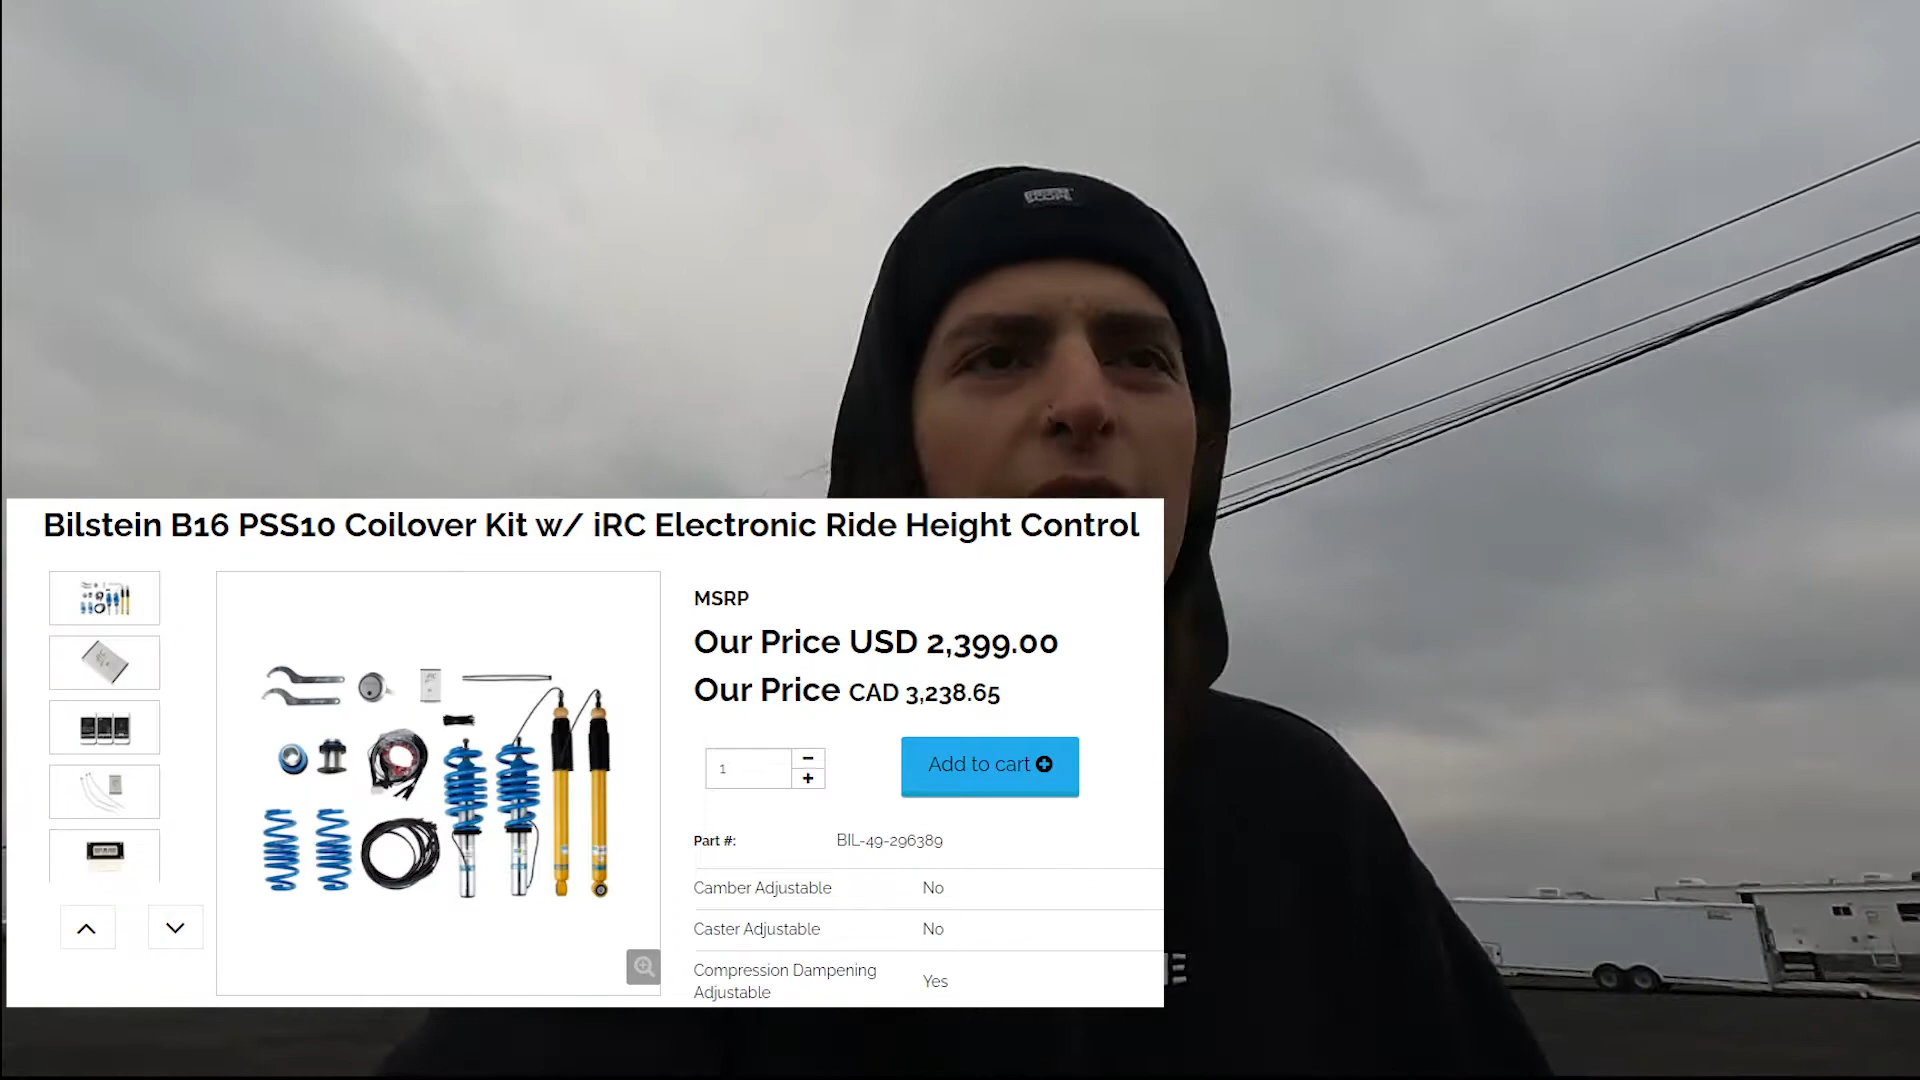 Bilstein B16 PSS10 Coilover Kit w/ iRC Electronic Ride Height Control
MSRP
Our Price USD 2,399.00
Our Price CAD 3,238.65
1
Add to cart
Part #: BIL-49-296389
Camber Adjustable No
Caster Adjustable No
Compression Dampening
Adjustable Yes
E